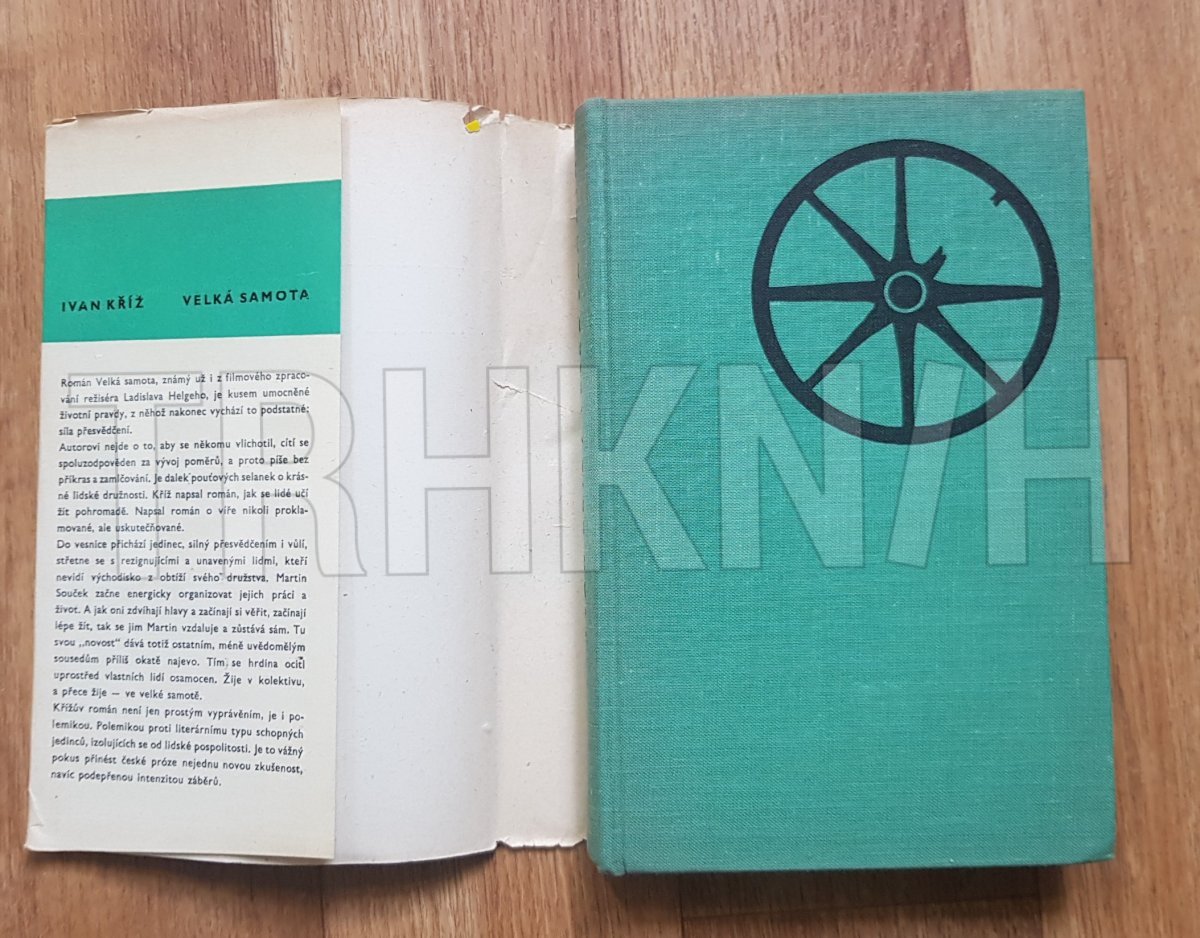 IVAN KŘÍŽ VELKÁ SAMOTA
Román Velká samota, známý už i z filmového zpraco-
vání režiséra Ladislava Helgeho, je kusem umocněné
životní pravdy, z něhož nakonec vychází to podstatné:
síla přesvědčení.
Autorovi nejde o to, aby se někomu vlichotil, cítí se
spoluzodpověden za vývoj poměrů, a proto píše bez
příkras a zamlčování. Je dalek pouťových selanek o krás-
né lidské družnosti. Kříž napsal román, jak se lidé učí
žít pohromadě. Napsal román o víře nikoli prokla-
mované, ale uskutečňované.
Do vesnice přichází jedinec, silný přesvědčením i vůlí,
střetne se s rezignujícími a unavenými lidmi, kteří
nevidí východisko z obtíží svého družstva. Martin
Souček začne energicky organizovat jejich práci a
život. A jak oni zdvíhají hlavy a začínají si věřit, začínají
lépe žít, tak se jim Martin vzdaluje a zůstává sám. Tu
svou „novost“ dává totiž ostatním, méně uvědomělým
sousedům příliš okatě najevo. Tím se hrdina ocitl
uprostřed vlastních lidí osamocen. Žije v kolektivu,
a přece žije — ve velké samotě.
Křížův román není jen prostým vyprávěním, je i po-
lemikou. Polemikou proti literárnímu typu schopných
jedinců, izolujících se od lidské pospolitosti. Je to vážný
pokus přinést české próze nejednu novou zkušenost,
navíc podepřenou intenzitou záběrů.
TRHKNIH